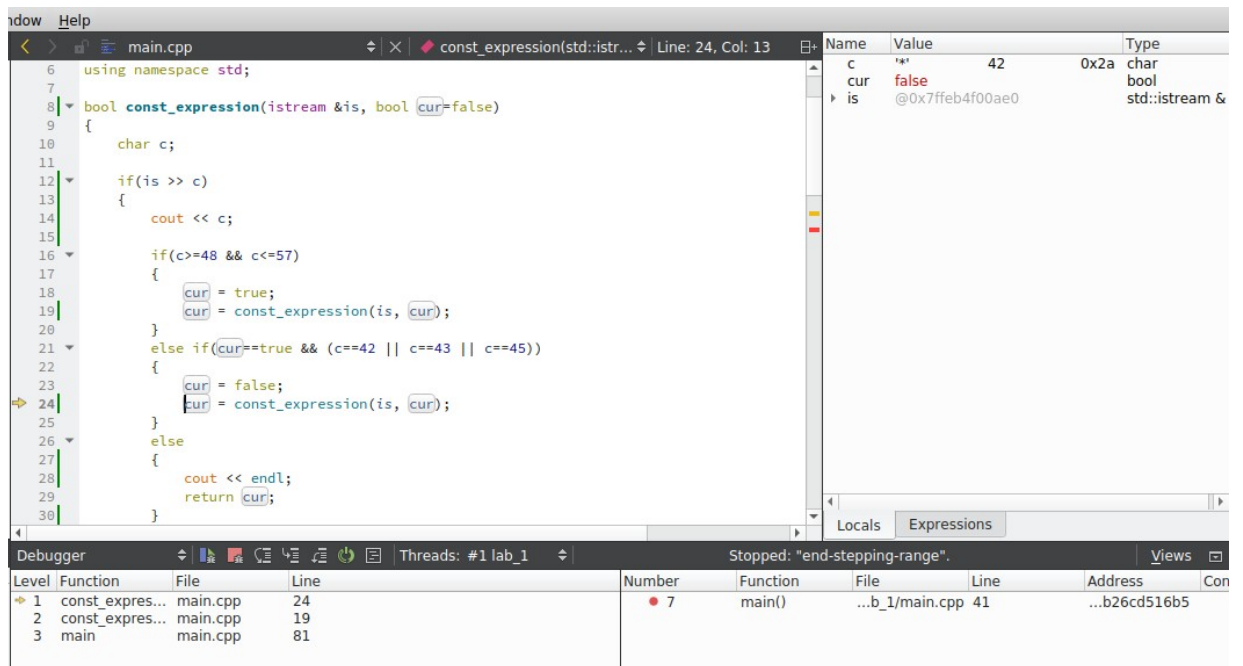 ndow Help
main.cpp const_expression(std::istr... Line: 24, Col: 13
Name Value Type
c '*' 42 0x2a char
cur false bool
is @0x7ffeb4f00ae0 std::istream &
6 using namespace std;
7
8 bool const_expression(istream &is, bool cur=false)
9 {
10 char c;
11
12 if(is >> c)
13 {
14 cout << c;
15
16 if(c>=48 && c<=57)
17 {
18 cur = true;
19 cur = const_expression(is, cur);
20 }
21 else if(cur==true && (c==42 || c==43 || c==45))
22 {
23 cur = false;
24 cur = const_expression(is, cur);
25 }
26 else
27 {
28 cout << endl;
29 return cur;
30 }
Locals Expressions
Debugger Threads: #1 lab_1 Stopped: "end-stepping-range". Views
Level Function File Line
1 const_expres... main.cpp 24
2 const_expres... main.cpp 19
3 main main.cpp 81
Number Function File Line Address Con
7 main() ...b_1/main.cpp 41 ...b26cd516b5